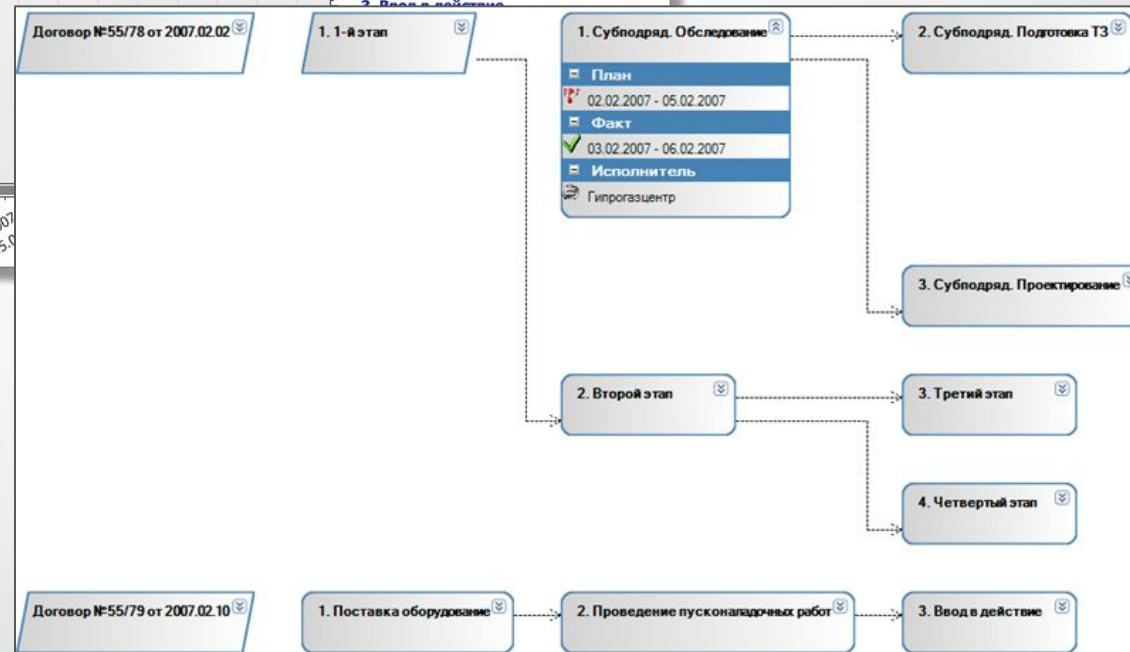 3. Ввод в действие
Договор №55/78 от 2007.02.02
1. 1-й этап
1. Субподряд. Обследование
2. Субподряд. Подготовка ТЗ
План
02.02.2007 - 05.02.2007
Факт
03.02.2007 - 06.02.2007
Исполнитель
Гипрогазцентр
3. Субподряд. Проектирование
2. Второй этап
3. Третий этап
4. Четвертый этап
Договор №55/79 от 2007.02.10
1. Поставка оборудование
2. Проведение пусконаладочных работ
3. Ввод в действие